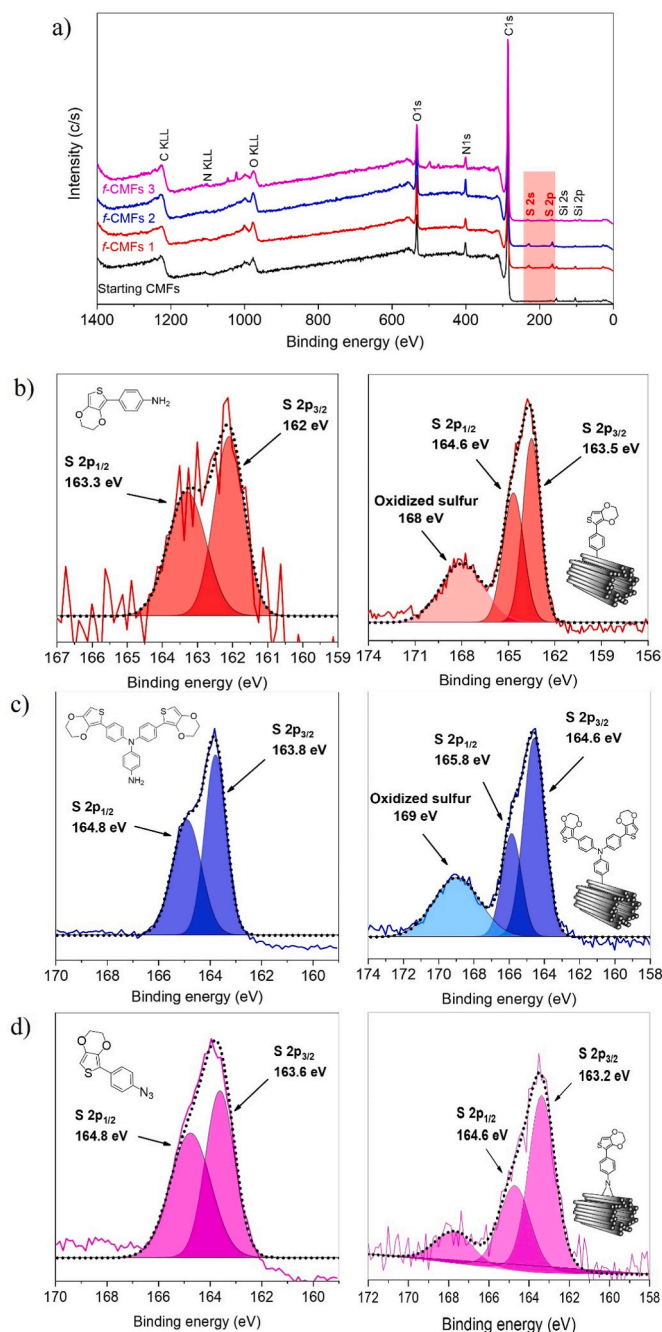 a)
Intensity (c/s)
C KLL
N KLL
O KLL
O1s
N1s
C1s
S 2s
S 2p
Si 2s
Si 2p
f-CMFs 3
f-CMFs 2
f-CMFs 1
Starting CMFs
1400 1200 1000 800 600 400 200 0
Binding energy (eV)
b)
S
O
O
NH2
S 2p3/2
162 eV
S 2p1/2
163.3 eV
167 166 165 164 163 162 161 160 159
Binding energy (eV)
S 2p1/2
164.6 eV
S 2p3/2
163.5 eV
Oxidized sulfur
168 eV
S
O
O
174 171 168 165 162 159 156
Binding energy (eV)
c)
O
S
S
O
O
O
N
NH2
S 2p3/2
163.8 eV
S 2p1/2
164.8 eV
170 168 166 164 162 160
Binding energy (eV)
S 2p3/2
164.6 eV
S 2p1/2
165.8 eV
Oxidized sulfur
169 eV
O
O
O
O
S
S
N
174 172 170 168 166 164 162 160 158
Binding energy (eV)
d)
O
O
S
N3
S 2p3/2
163.6 eV
S 2p1/2
164.8 eV
170 168 166 164 162 160
Binding energy (eV)
S 2p3/2
163.2 eV
S 2p1/2
164.6 eV
O
S
O
N
172 170 168 166 164 162 160 158
Binding energy (eV)